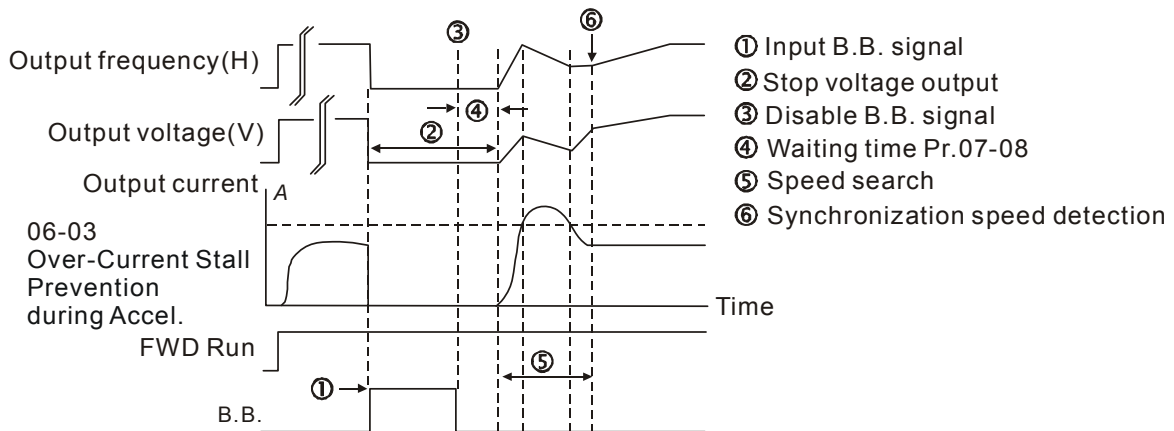 Output frequency(H)
Output voltage(V)
Output current
A
06-03
Over-Current Stall
Prevention
during Accel.
FWD Run
B.B.
Time
③
⑥
④
②
⑤
①
① Input B.B. signal
② Stop voltage output
③ Disable B.B. signal
④ Waiting time Pr.07-08
⑤ Speed search
⑥ Synchronization speed detection